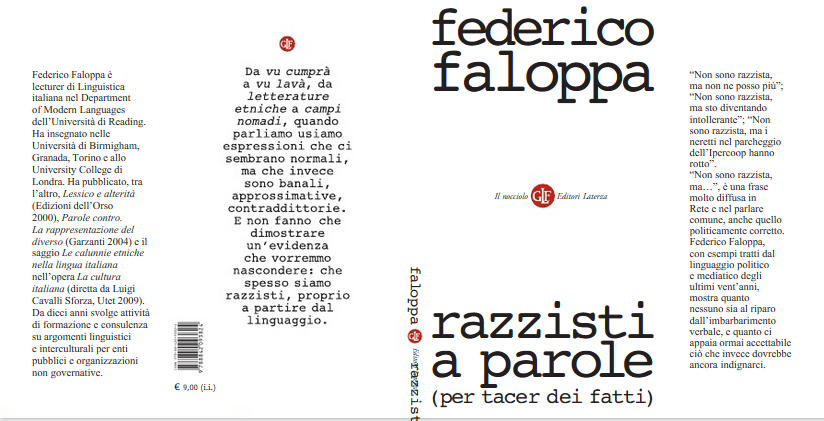 Federico Faloppa è
lecturer di Linguistica
italiana nel Department
of Modern Languages
dell'Università di Reading.
Ha insegnato nelle
Università di Birmigham,
Granada, Torino e allo
University College di
Londra. Ha pubblicato, tra
l'altro, Lessico e alterità
(Edizioni dell'Orso
2000), Parole contro.
La rappresentazione del
diverso (Garzanti 2004) e il
saggio Le calunnie etniche
nella lingua italiana
nell'opera La cultura
italiana (diretta da Luigi
Cavalli Sforza, Utet 2009).
Da dieci anni svolge attività
di formazione e consulenza
su argomenti linguistici
e interculturali per enti
pubblici e organizzazioni
non governative.
GLF
Da vu cumprà
a vu lavà, da
letterature
etniche a campi
nomadi, quando
parliamo usiamo
espressioni che ci
sembrano normali,
ma che invece
sono banali,
approssimative,
contraddittorie.
E non fanno che
dimostrare
un'evidenza
che vorremmo
nascondere: che
spesso siamo
razzisti, proprio
a partire dal
linguaggio.
€ 9,00 (i.i.)
faloppa GLF razzist
federico
faloppa
Il nocciolo GLF Editori Laterza
razzisti
a parole
(per tacer dei fatti)
“Non sono razzista,
ma non ne posso più”;
“Non sono razzista,
ma sto diventando
intollerante”; “Non
sono razzista, ma i
neretti nel parcheggio
dell'Ipercoop hanno
rotto”.
“Non sono razzista,
ma…”, è una frase
molto diffusa in
Rete e nel parlare
comune, anche quello
politicamente corretto.
Federico Faloppa,
con esempi tratti dal
linguaggio politico
e mediatico degli
ultimi vent'anni,
mostra quanto
nessuno sia al riparo
dall'imbarbarimento
verbale, e quanto ci
appaia ormai accettabile
ciò che invece dovrebbe
ancora indignarci.